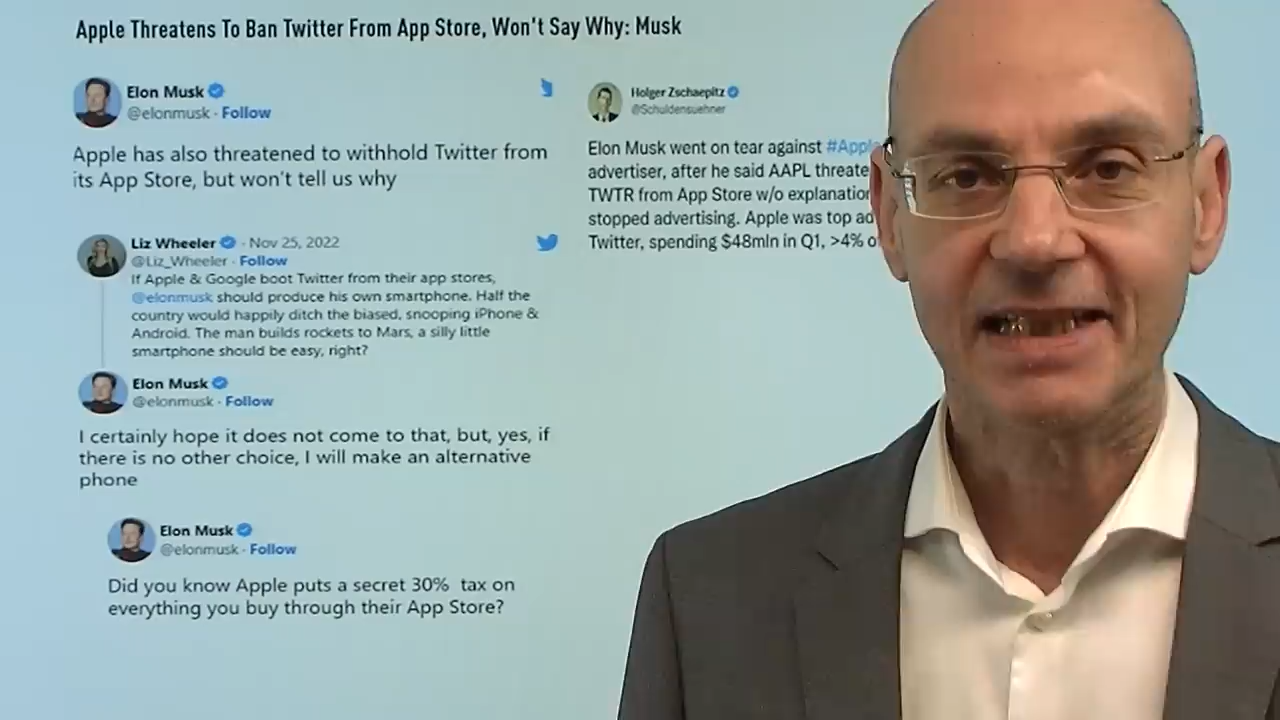 Apple Threatens To Ban Twitter From App Store, Won't Say Why: Musk
Elon Musk
@elonmusk · Follow
Apple has also threatened to withhold Twitter from
its App Store, but won't tell us why
Liz Wheeler · Nov 25, 2022
@Liz_Wheeler · Follow
If Apple & Google boot Twitter from their app stores,
@elonmusk should produce his own smartphone. Half the
country would happily ditch the biased, snooping iPhone &
Android. The man builds rockets to Mars, a silly little
smartphone should be easy, right?
Elon Musk
@elonmusk · Follow
I certainly hope it does not come to that, but, yes, if
there is no other choice, I will make an alternative
phone
Elon Musk
@elonmusk · Follow
Did you know Apple puts a secret 30% tax on
everything you buy through their App Store?
Holger Zschaepitz
@Schuldensuehner
Elon Musk went on tear against #Apple
advertiser, after he said AAPL threate
TWTR from App Store w/o explanation
stopped advertising. Apple was top ad
Twitter, spending $48mln in Q1, >4% o